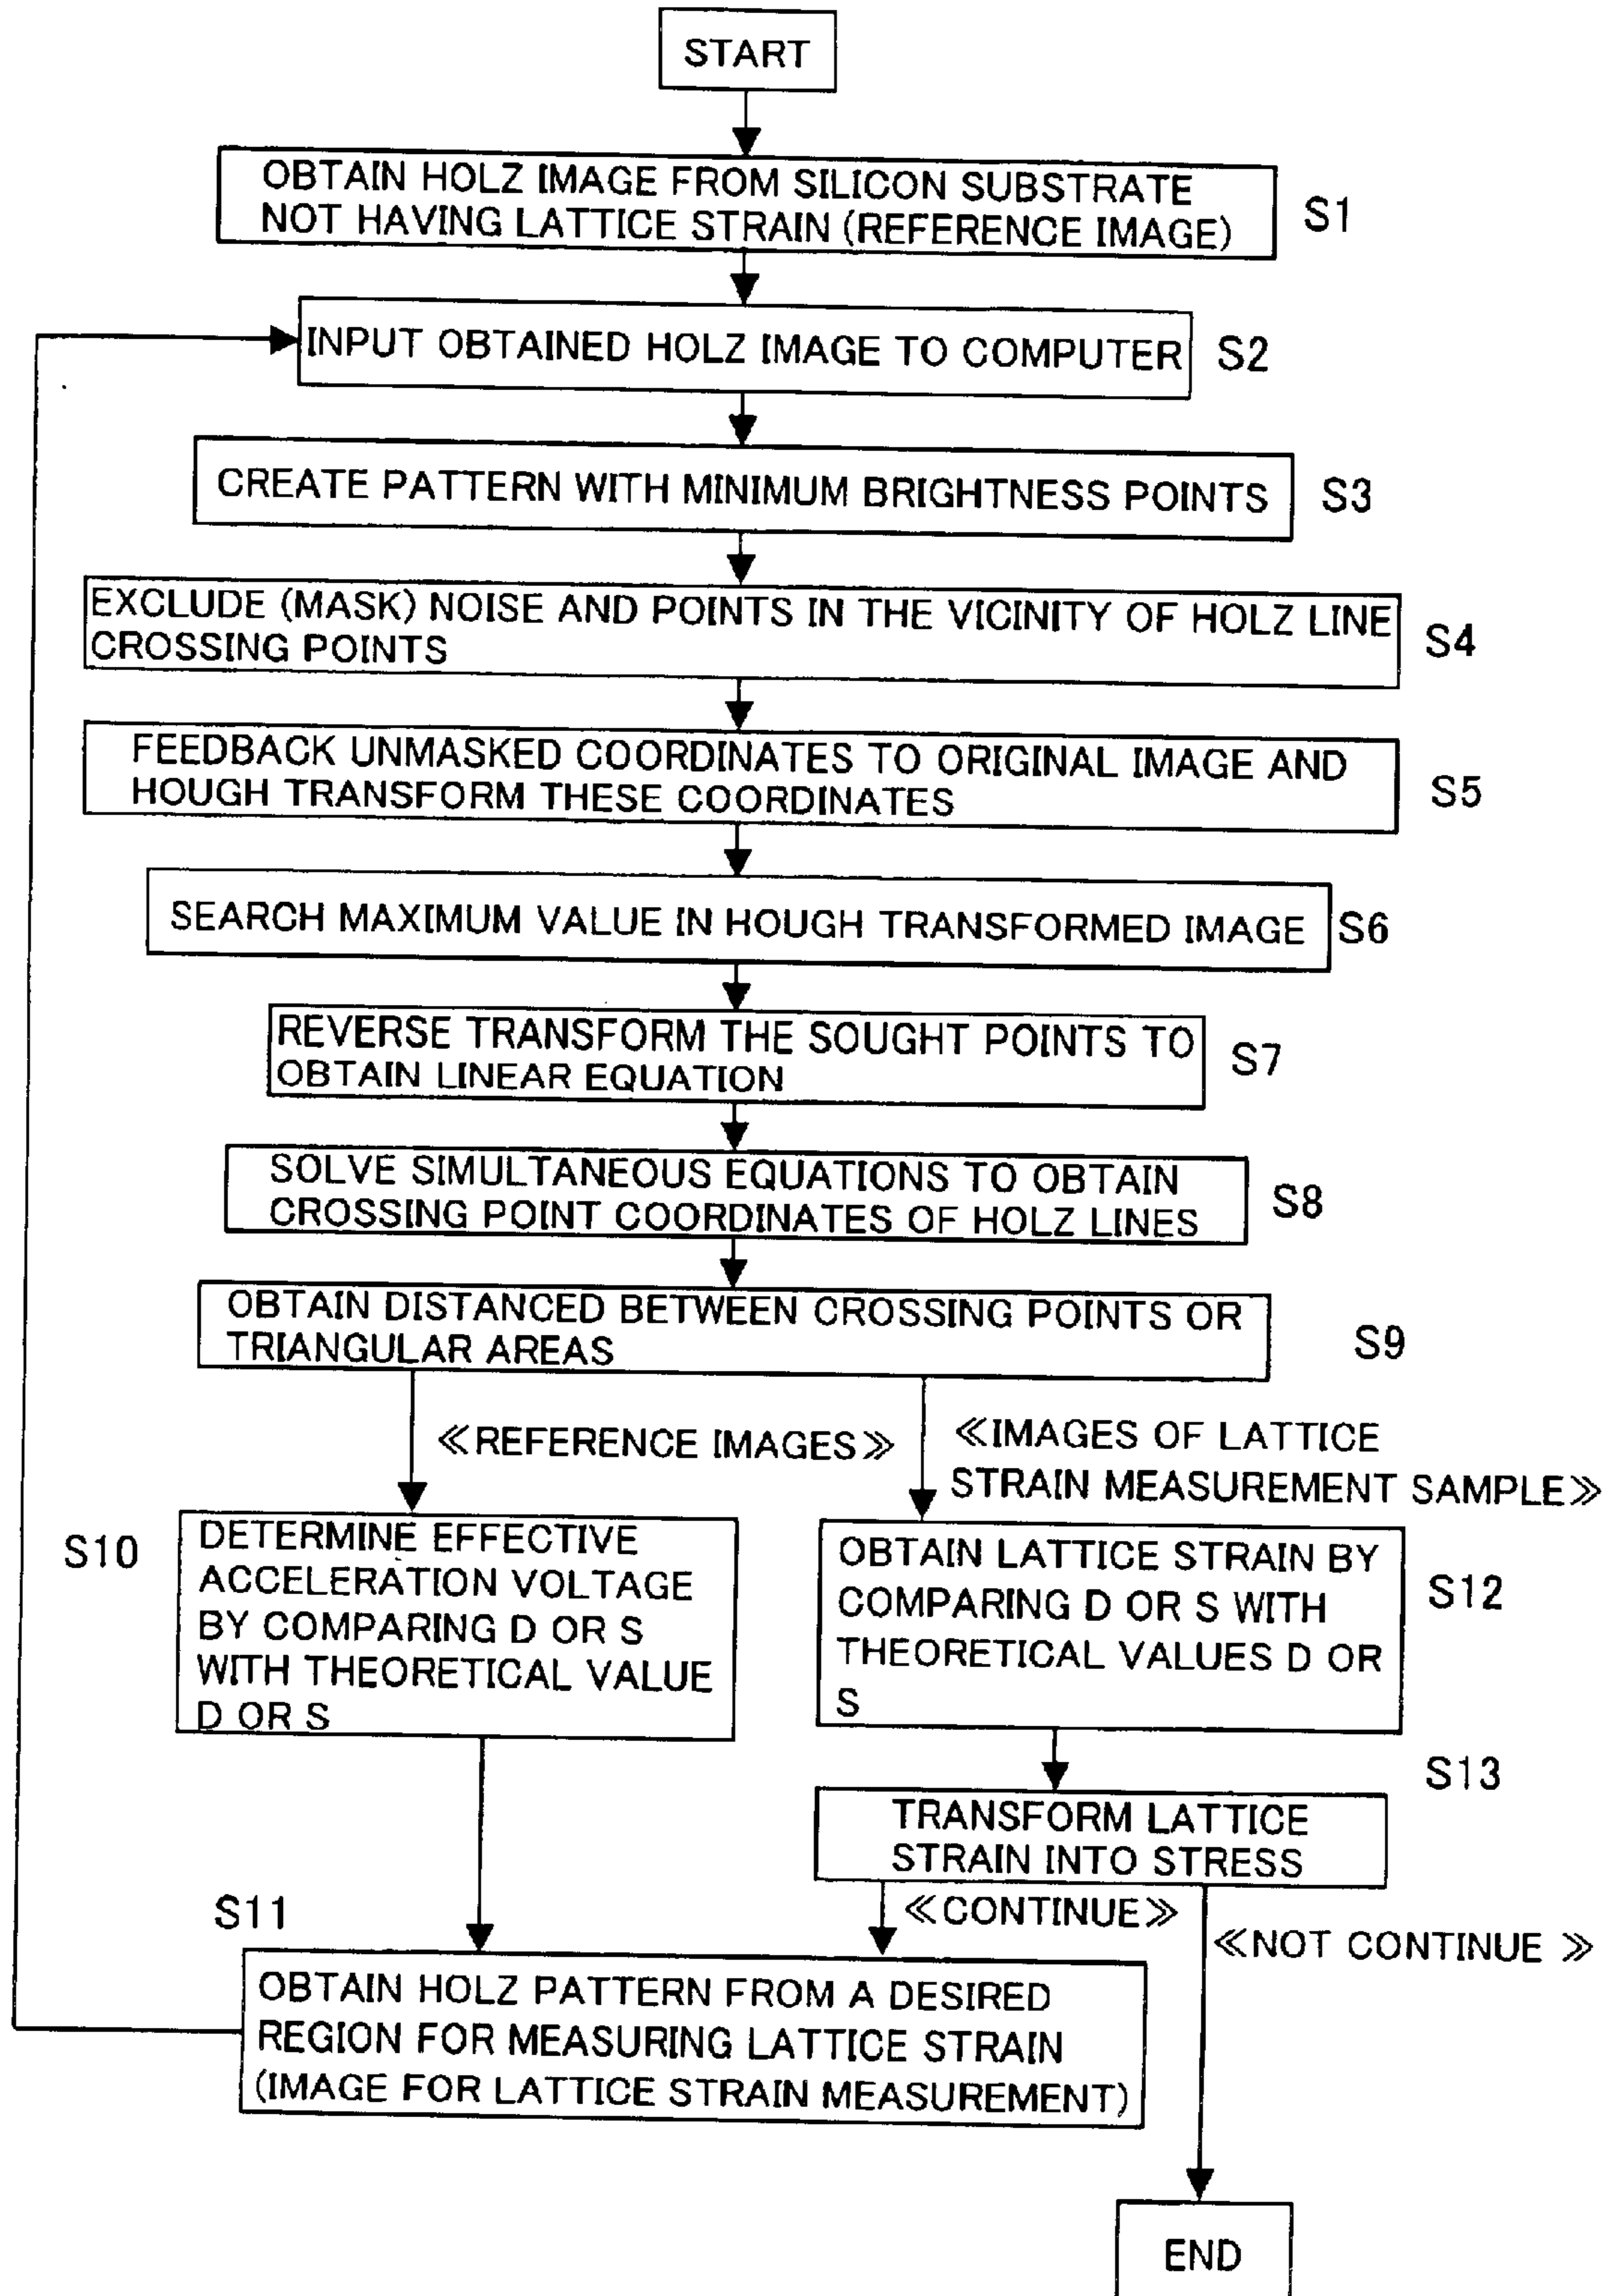 START
OBTAIN HOLZ IMAGE FROM SILICON SUBSTRATE
NOT HAVING LATTICE STRAIN (REFERENCE IMAGE)
S1
INPUT OBTAINED HOLZ IMAGE TO COMPUTER
S2
CREATE PATTERN WITH MINIMUM BRIGHTNESS POINTS
S3
EXCLUDE (MASK) NOISE AND POINTS IN THE VICINITY OF HOLZ LINE
CROSSING POINTS
S4
FEEDBACK UNMASKED COORDINATES TO ORIGINAL IMAGE AND
HOUGH TRANSFORM THESE COORDINATES
S5
SEARCH MAXIMUM VALUE IN HOUGH TRANSFORMED IMAGE
S6
REVERSE TRANSFORM THE SOUGHT POINTS TO
OBTAIN LINEAR EQUATION
S7
SOLVE SIMULTANEOUS EQUATIONS TO OBTAIN
CROSSING POINT COORDINATES OF HOLZ LINES
S8
OBTAIN DISTANCED BETWEEN CROSSING POINTS OR
TRIANGULAR AREAS
S9
≪REFERENCE IMAGES≫
≪IMAGES OF LATTICE
STRAIN MEASUREMENT SAMPLE≫
S10
DETERMINE EFFECTIVE
ACCELERATION VOLTAGE
BY COMPARING D OR S
WITH THEORETICAL VALUE
D OR S
OBTAIN LATTICE STRAIN BY
COMPARING D OR S WITH
THEORETICAL VALUES D OR
S
S12
S13
TRANSFORM LATTICE
STRAIN INTO STRESS
≪CONTINUE≫
≪NOT CONTINUE ≫
S11
OBTAIN HOLZ PATTERN FROM A DESIRED
REGION FOR MEASURING LATTICE STRAIN
(IMAGE FOR LATTICE STRAIN MEASUREMENT)
END